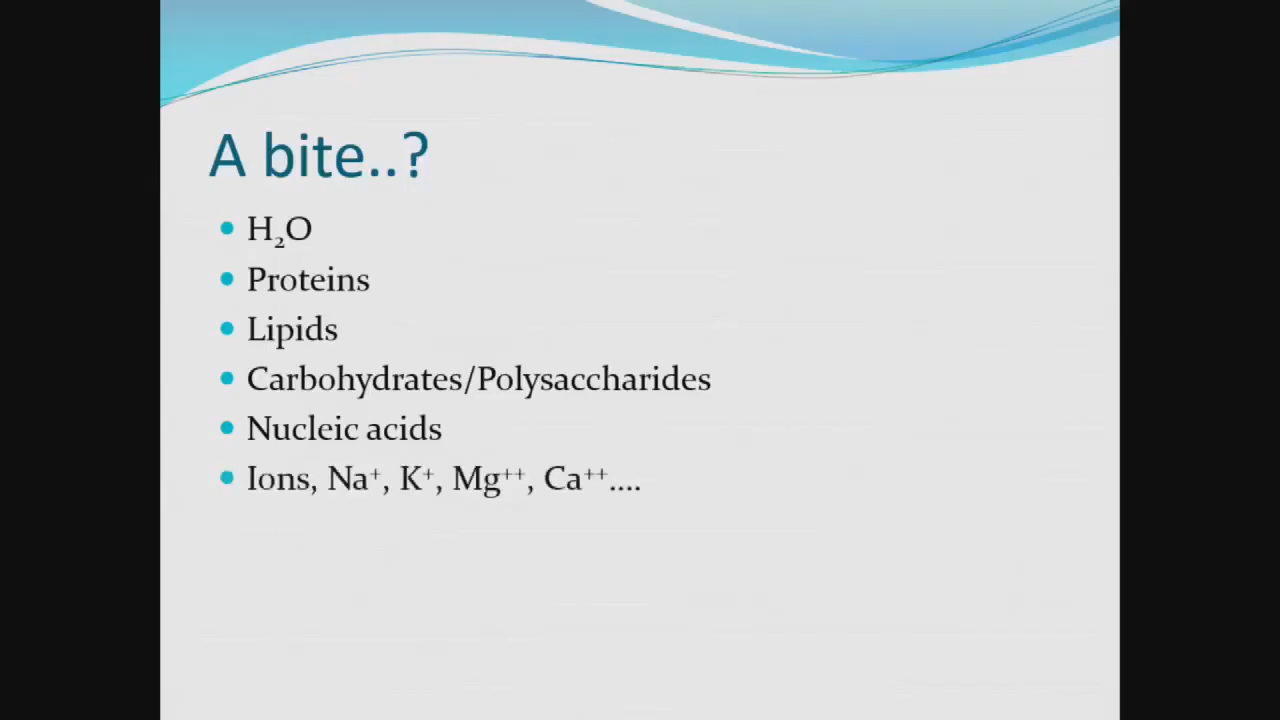 A bite..?
H₂O
Proteins
Lipids
Carbohydrates/Polysaccharides
Nucleic acids
Ions, Na⁺, K⁺, Mg⁺⁺, Ca⁺⁺....